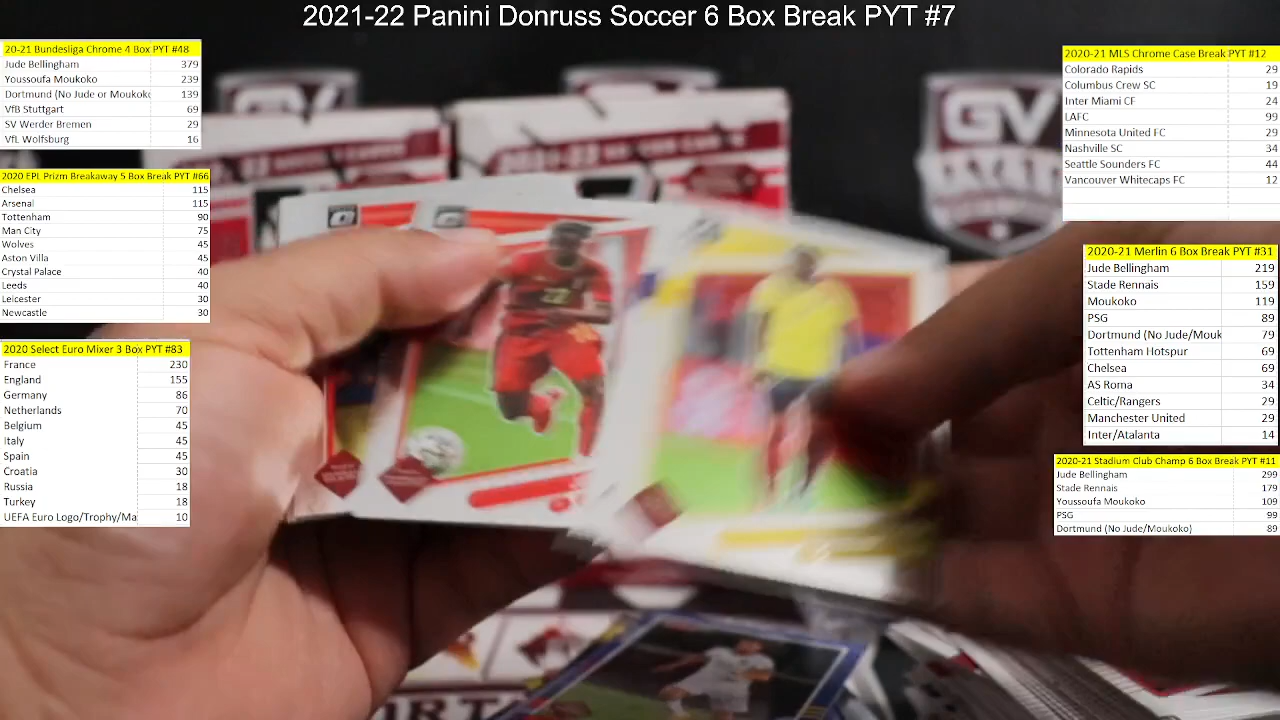 2021-22 Panini Donruss Soccer 6 Box Break PYT #7
20-21 Bundesliga Chrome 4 Box PYT #48
Jude Bellingham 379
Youssoufa Moukoko 239
Dortmund (No Jude or Moukoko 139
VfB Stuttgart 69
SV Werder Bremen 29
VfL Wolfsburg 16
2020 EPL Prizm Breakaway 5 Box Break PYT #66
Chelsea 115
Arsenal 115
Tottenham 90
Man City 75
Wolves 45
Aston Villa 45
Crystal Palace 40
Leeds 40
Leicester 30
Newcastle 30
2020 Select Euro Mixer 3 Box PYT #83
France 230
England 155
Germany 86
Netherlands 70
Belgium 45
Italy 45
Spain 45
Croatia 30
Russia 18
Turkey 18
UEFA Euro Logo/Trophy/Ma 10
2020-21 MLS Chrome Case Break PYT #12
Colorado Rapids 29
Columbus Crew SC 19
Inter Miami CF 24
LAFC 99
Minnesota United FC 29
Nashville SC 34
Seattle Sounders FC 44
Vancouver Whitecaps FC 12
2020-21 Merlin 6 Box Break PYT #31
Jude Bellingham 219
Stade Rennais 159
Moukoko 119
PSG 89
Dortmund (No Jude/Mouk 79
Tottenham Hotspur 69
Chelsea 69
AS Roma 34
Celtic/Rangers 29
Manchester United 29
Inter/Atalanta 14
2020-21 Stadium Club Champ 6 Box Break PYT #11
Jude Bellingham 299
Stade Rennais 179
Youssoufa Moukoko 109
PSG 99
Dortmund (No Jude/Moukoko) 89
GV
GV
22